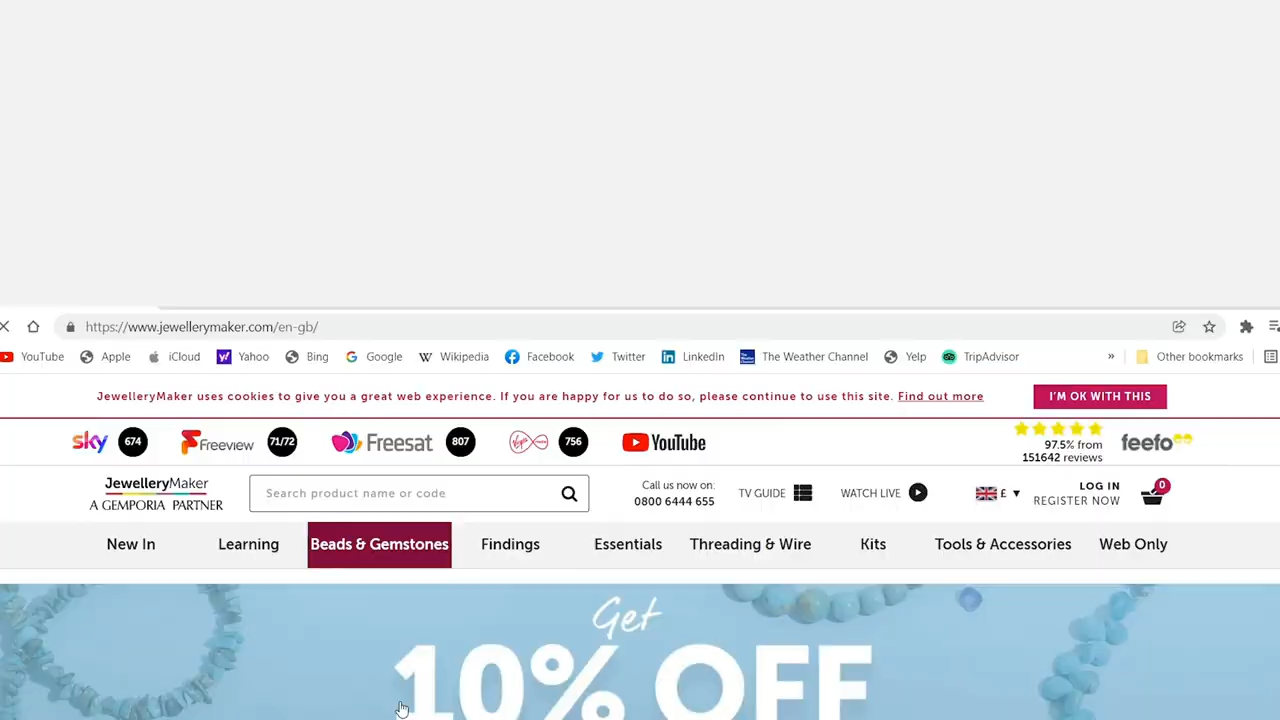 https://www.jewellerymaker.com/en-gb/
YouTube Apple iCloud Yahoo Bing Google Wikipedia Facebook Twitter LinkedIn The Weather Channel Yelp TripAdvisor » Other bookmarks
JewelleryMaker uses cookies to give you a great web experience. If you are happy for us to do so, please continue to use this site. Find out more I'M OK WITH THIS
sky 674 Freeview 71/72 Freesat 807 Virgin media 756 YouTube
97.5% from
151642 reviews
feefo
JewelleryMaker
A GEMPORIA PARTNER
Search product name or code
Call us now on:
0800 6444 655
TV GUIDE
WATCH LIVE
£
LOG IN
REGISTER NOW
0
New In Learning Beads & Gemstones Findings Essentials Threading & Wire Kits Tools & Accessories Web Only
Get
10% OFF